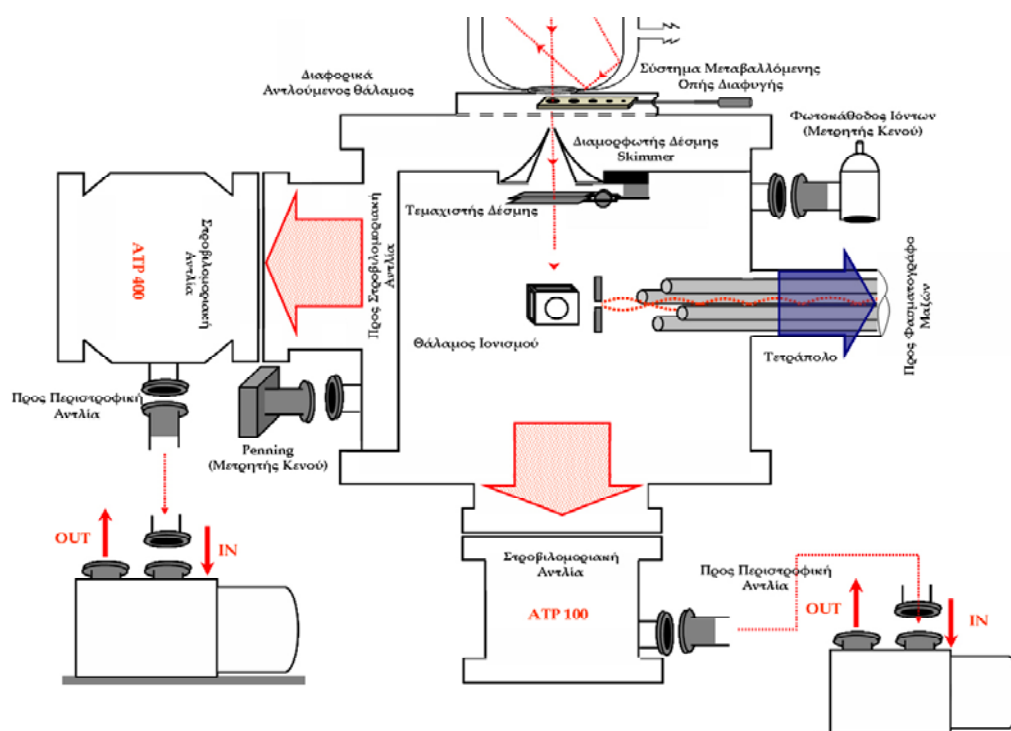 Διαφορικά
Αντλούμενος θάλαμος
Σύστημα Μεταβαλλόμενης
Οπής Διαφυγής
Φωτοκάθοδος Ιόντων
(Μετρητής Κενού)
Διαμορφωτής Δέσμης
Skimmer
Τεμαχιστής Δέσμης
Στροβιλομοριακή
Αντλία
ATP 400
Προς Στροβιλομοριακή
Αντλία
Θάλαμος Ιονισμού
Τετράπολο
Προς Φασματογράφο
Μαζών
Προς Περιστροφική
Αντλία
Penning
(Μετρητής Κενού)
OUT
IN
Στροβιλομοριακή
Αντλία
ATP 100
Προς Περιστροφική
Αντλία
OUT
IN